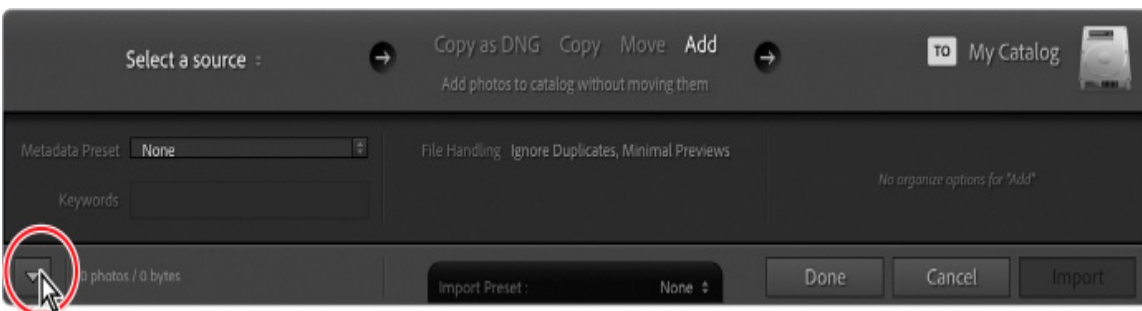 Select a source
Copy as DNG Copy Move Add
Add photos to catalog without moving them
TO My Catalog
Metadata Preset None
Keywords
File Handling Ignore Duplicates, Minimal Previews
No organize options for "Add"
0 photos / 0 bytes
Import Preset : None
Done Cancel Import